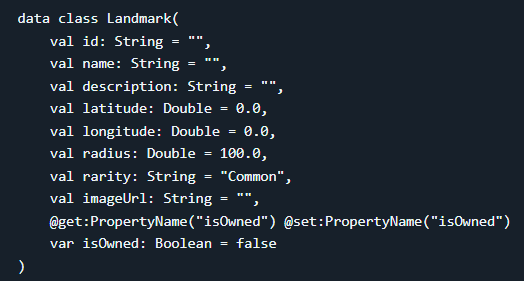 data class Landmark(
    val id: String = "",
    val name: String = "",
    val description: String = "",
    val latitude: Double = 0.0,
    val longitude: Double = 0.0,
    val radius: Double = 100.0,
    val rarity: String = "Common",
    val imageUrl: String = "",
    @get:PropertyName("isOwned") @set:PropertyName("isOwned")
    var isOwned: Boolean = false
)